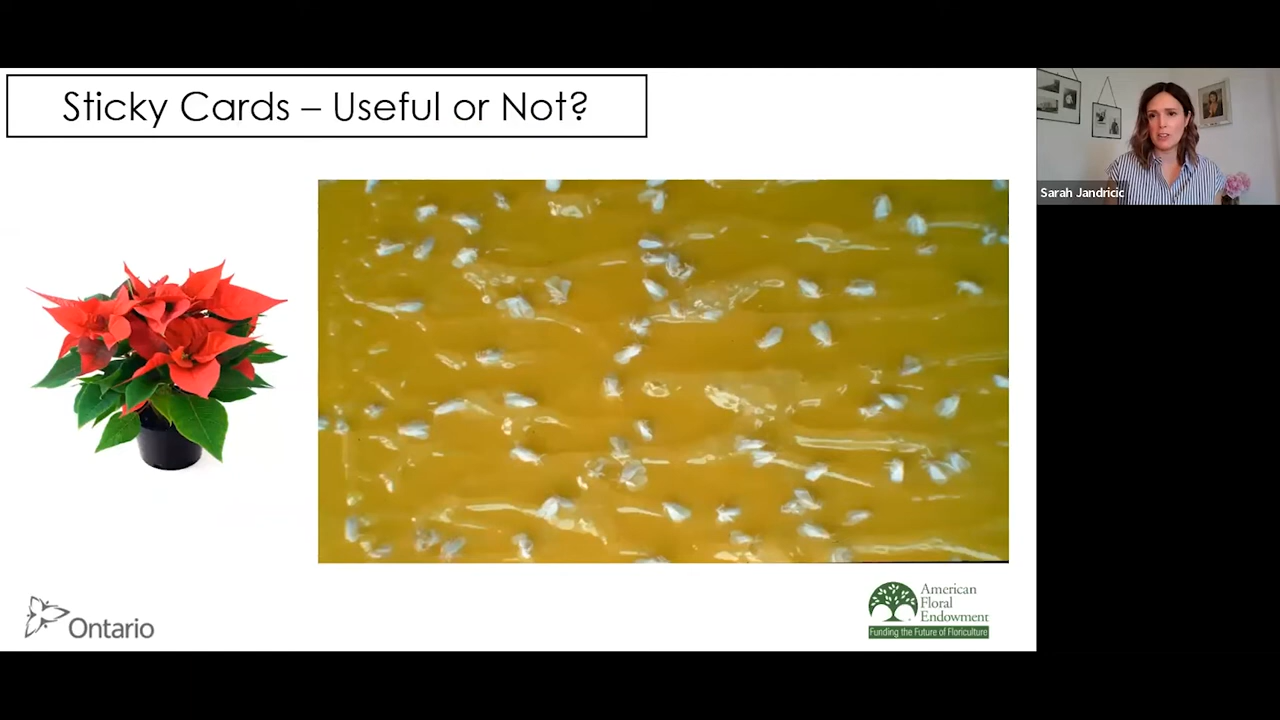 Sticky Cards – Useful or Not?
Sarah Jandricic
Ontario
American
Floral
Endowment
Funding the Future of Floriculture